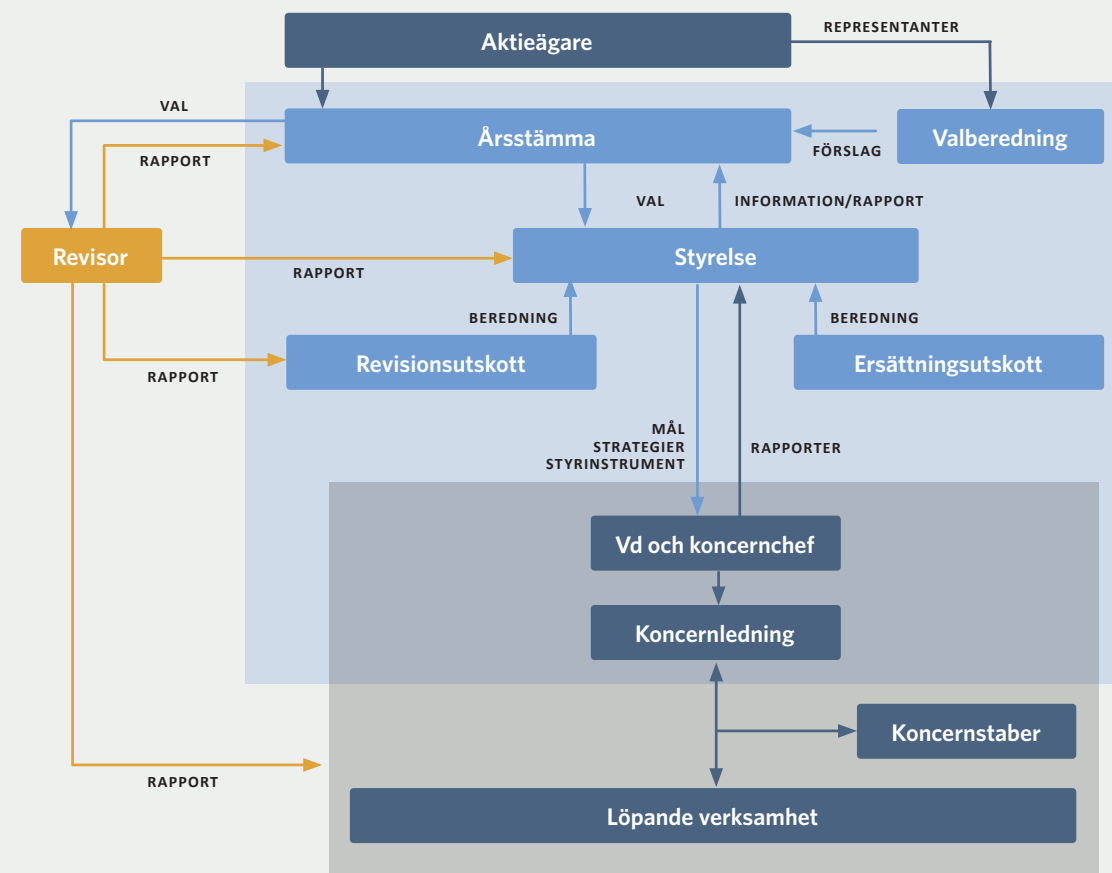 REPRESENTANTER
Aktieägare
VAL
Årsstämma
Valberedning
RAPPORT
FÖRSLAG
VAL
INFORMATION/RAPPORT
Revisor
Styrelse
RAPPORT
BEREDNING
BEREDNING
Revisionsutskott
Ersättningsutskott
RAPPORT
MÅL
STRATEGIER
STYRINSTRUMENT
RAPPORTER
Vd och koncernchef
Koncernledning
Koncernstaber
RAPPORT
Löpande verksamhet